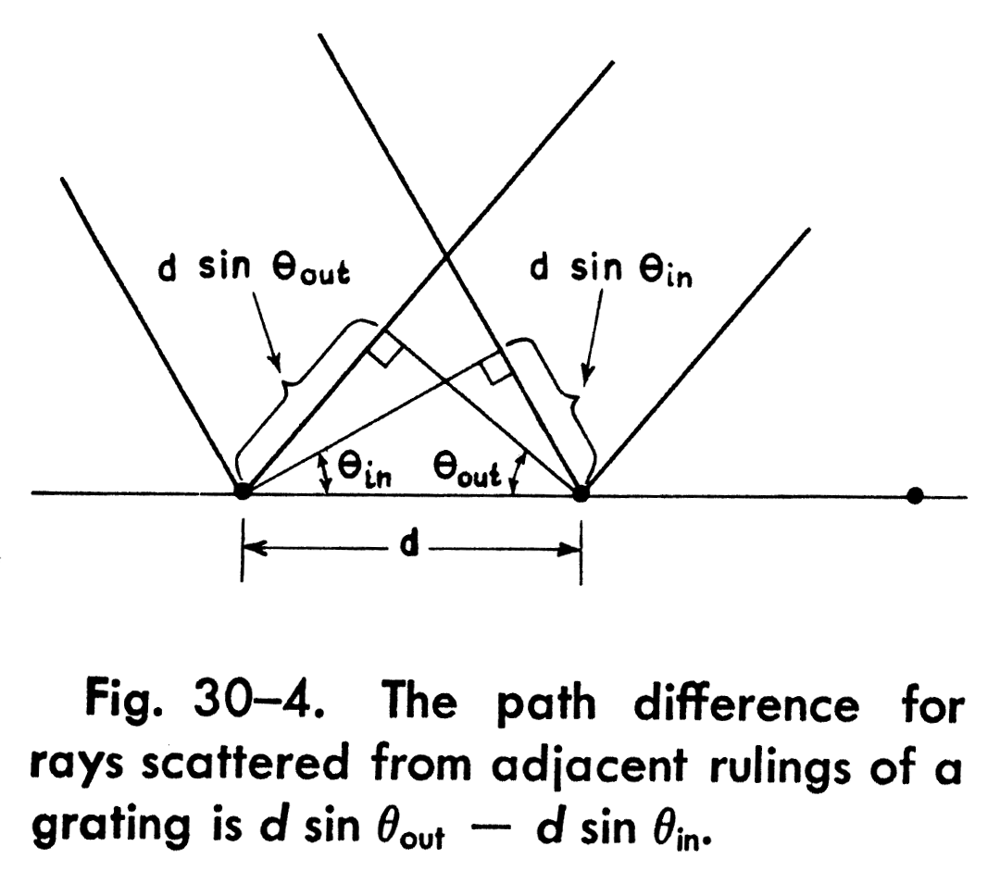 d sin θout
d sin θin
θin
θout
d
Fig. 30–4. The path difference for
rays scattered from adjacent rulings of a
grating is d sin θout — d sin θin.